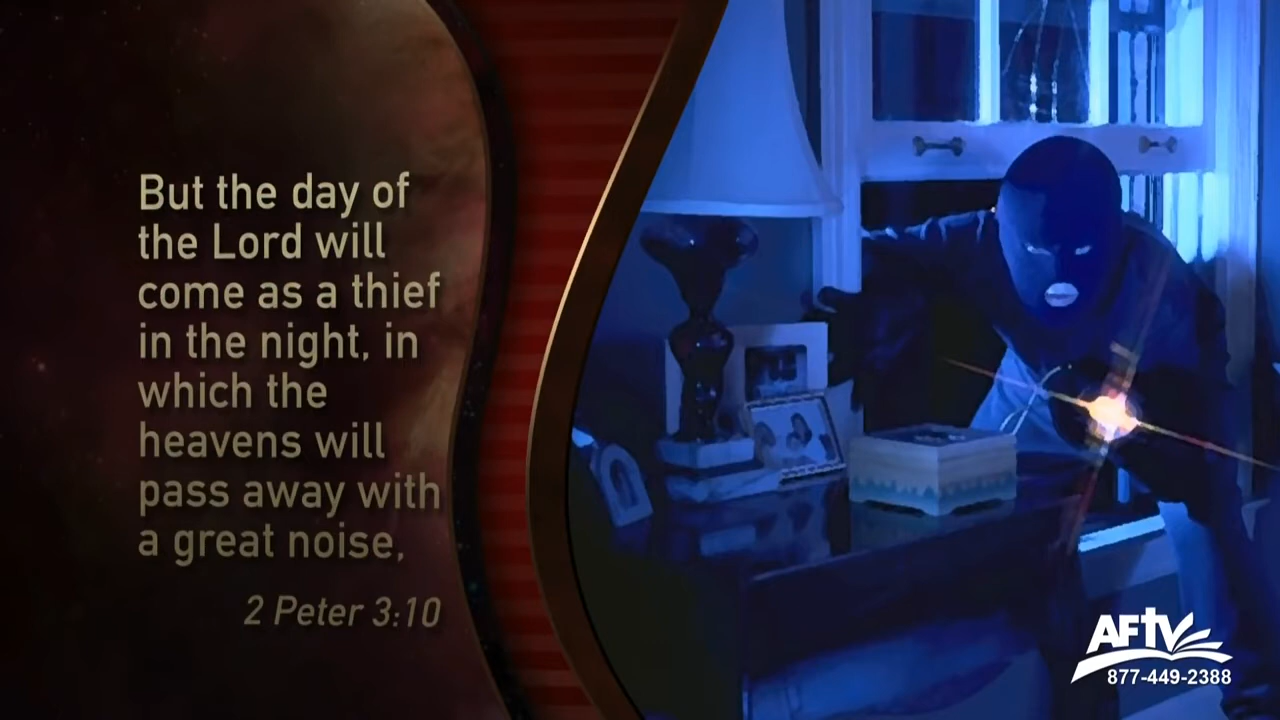 But the day of
the Lord will
come as a thief
in the night, in
which the
heavens will
pass away with
a great noise,
2 Peter 3:10
AFTV
877-449-2388